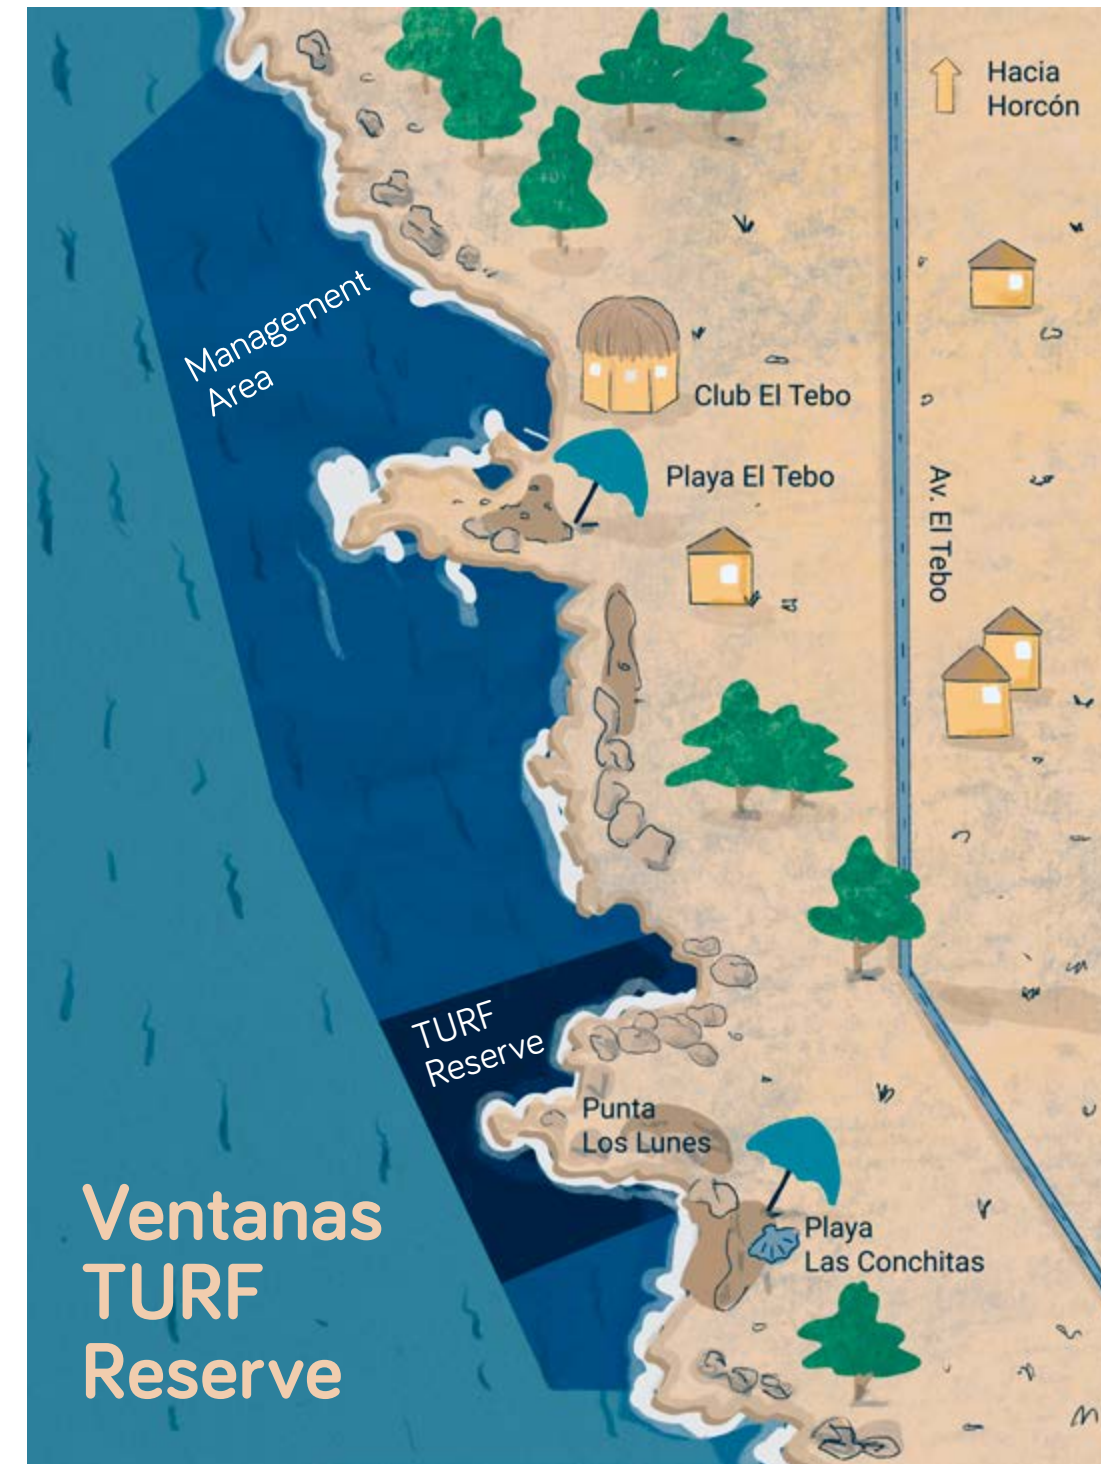 Hacia
Horcón
Management
Area
Club El Tebo
Playa El Tebo
Av. El Tebo
TURF
Reserve
Punta
Los Lunes
Playa
Las Conchitas
Ventanas
TURF
Reserve